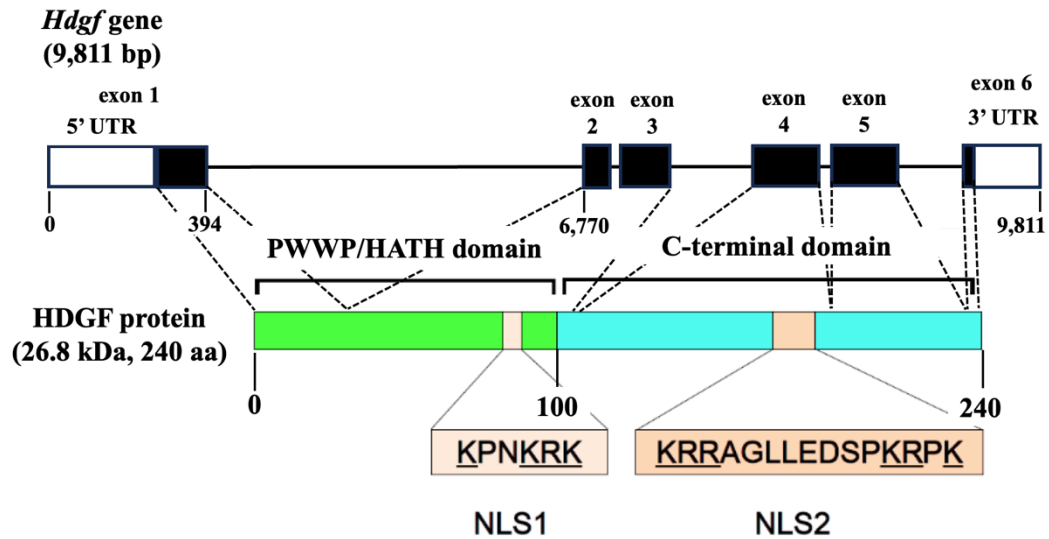 Hdgf gene
(9,811 bp)
exon 1
5’ UTR
exon
2
exon
3
exon
4
exon
5
exon 6
3’ UTR
0
394
6,770
9,811
PWWP/HATH domain
C-terminal domain
HDGF protein
(26.8 kDa, 240 aa)
0
100
240
KPNKRK
KRRAGLLEDSPKRPK
NLS1
NLS2